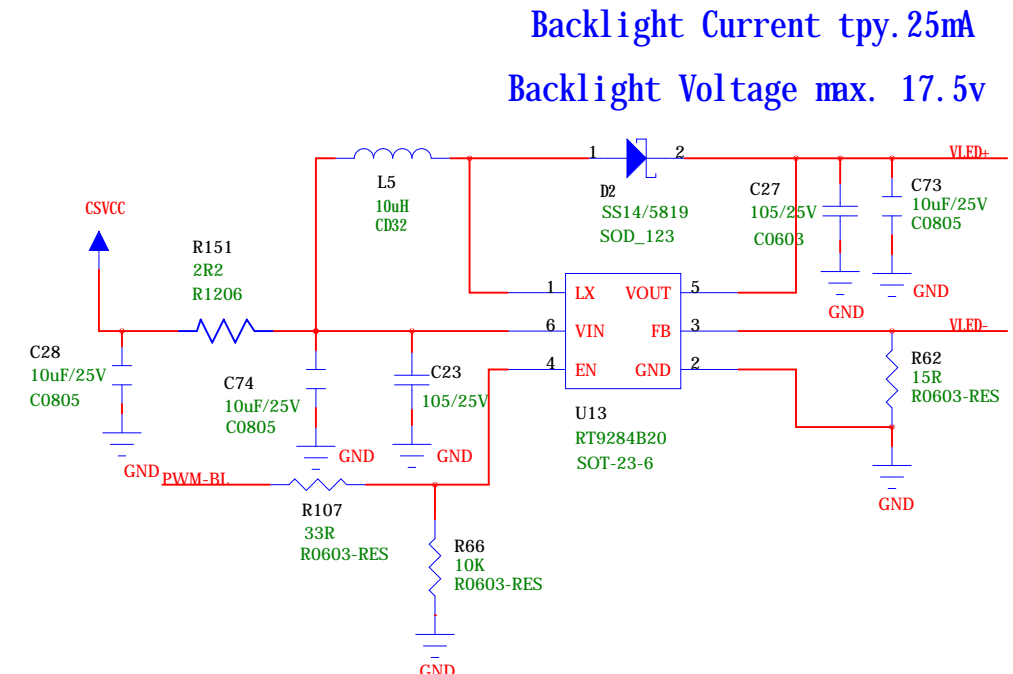 Backlight Current tpy.25mA
Backlight Voltage max. 17.5v
1
2
VLED+
L5
10uH
CD32
D2
SS14/5819
SOD_123
C27
105/25V
C0603
C73
10uF/25V
C0805
CSVCC
R151
2R2
R1206
GND
GND
1
LX
VOUT
5
6
VIN
FB
3
VLED-
4
EN
GND
2
C28
10uF/25V
C0805
C74
10uF/25V
C0805
C23
105/25V
R62
15R
R0603-RES
U13
RT9284B20
SOT-23-6
GND
GND
GND
PWM-BL
GND
R107
33R
R0603-RES
R66
10K
R0603-RES
GND